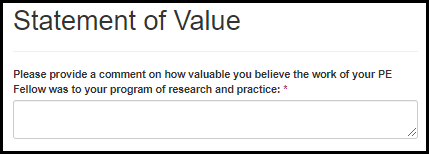 Statement of Value
Please provide a comment on how valuable you believe the work of your PE
Fellow was to your program of research and practice: *